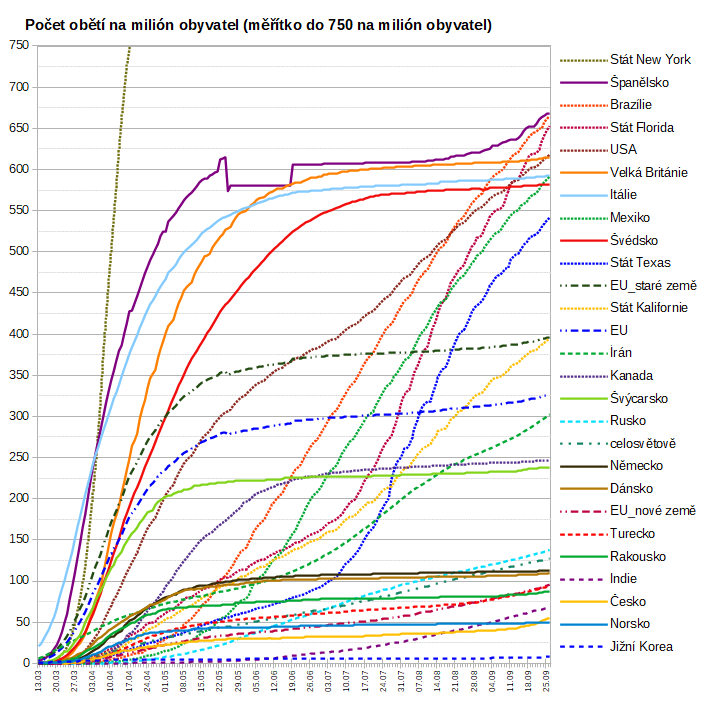 Počet obětí na milión obyvatel (měřítko do 750 na milión obyvatel)
750
700
650
600
550
500
450
400
350
300
250
200
150
100
50
0
13.03
20.03
27.03
03.04
10.04
17.04
24.04
01.05
08.05
15.05
22.05
29.05
05.06
12.06
19.06
26.06
03.07
10.07
17.07
24.07
31.07
07.08
14.08
21.08
28.08
04.09
11.09
18.09
25.09
Stát New York
Španělsko
Brazílie
Stát Florida
USA
Velká Británie
Itálie
Mexiko
Švédsko
Stát Texas
EU_staré země
Stát Kalifornie
EU
Írán
Kanada
Švýcarsko
Rusko
celosvětově
Německo
Dánsko
EU_nové země
Turecko
Rakousko
Indie
Česko
Norsko
Jižní Korea